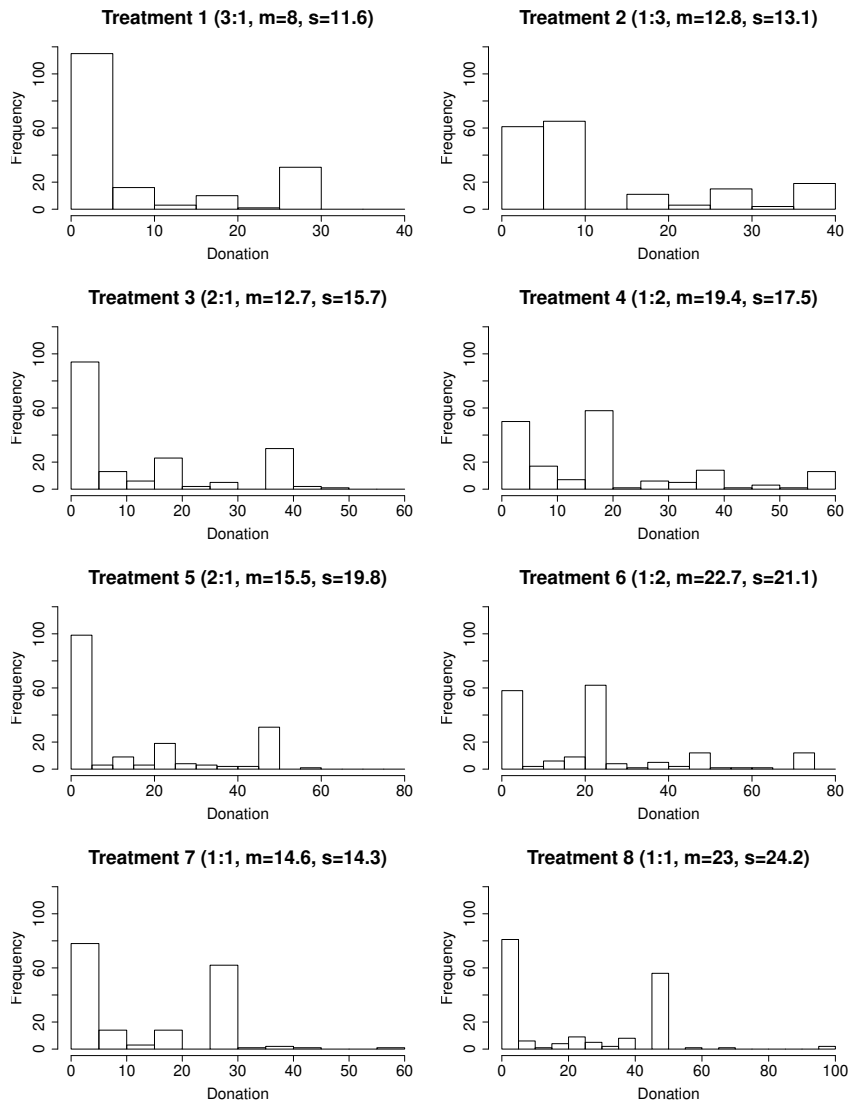 Treatment 1 (3:1, m=8, s=11.6)
Frequency
0 20 60 100
0 10 20 30 40
Donation
Treatment 2 (1:3, m=12.8, s=13.1)
Frequency
0 20 60 100
0 10 20 30 40
Donation
Treatment 3 (2:1, m=12.7, s=15.7)
Frequency
0 20 60 100
0 10 20 30 40 50 60
Donation
Treatment 4 (1:2, m=19.4, s=17.5)
Frequency
0 20 60 100
0 10 20 30 40 50 60
Donation
Treatment 5 (2:1, m=15.5, s=19.8)
Frequency
0 20 60 100
0 20 40 60 80
Donation
Treatment 6 (1:2, m=22.7, s=21.1)
Frequency
0 20 60 100
0 20 40 60 80
Donation
Treatment 7 (1:1, m=14.6, s=14.3)
Frequency
0 20 60 100
0 10 20 30 40 50 60
Donation
Treatment 8 (1:1, m=23, s=24.2)
Frequency
0 20 60 100
0 20 40 60 80 100
Donation